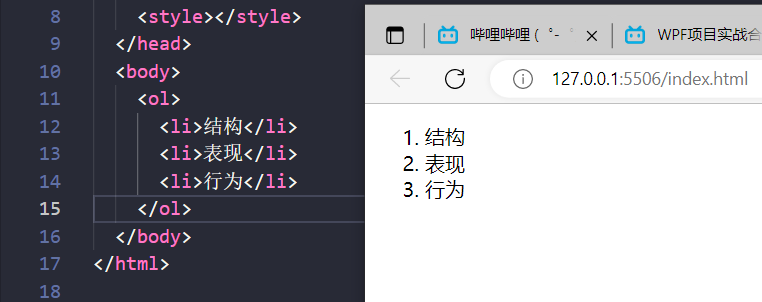 8 <style></style>
9 </head>
10 <body>
11 <ol>
12 <li>结构</li>
13 <li>表现</li>
14 <li>行为</li>
15 </ol>
16 </body>
17 </html>
18
哔哩哔哩 ( ゜- ゜
WPF项目实战合
127.0.0.1:5506/index.html
1. 结构
2. 表现
3. 行为